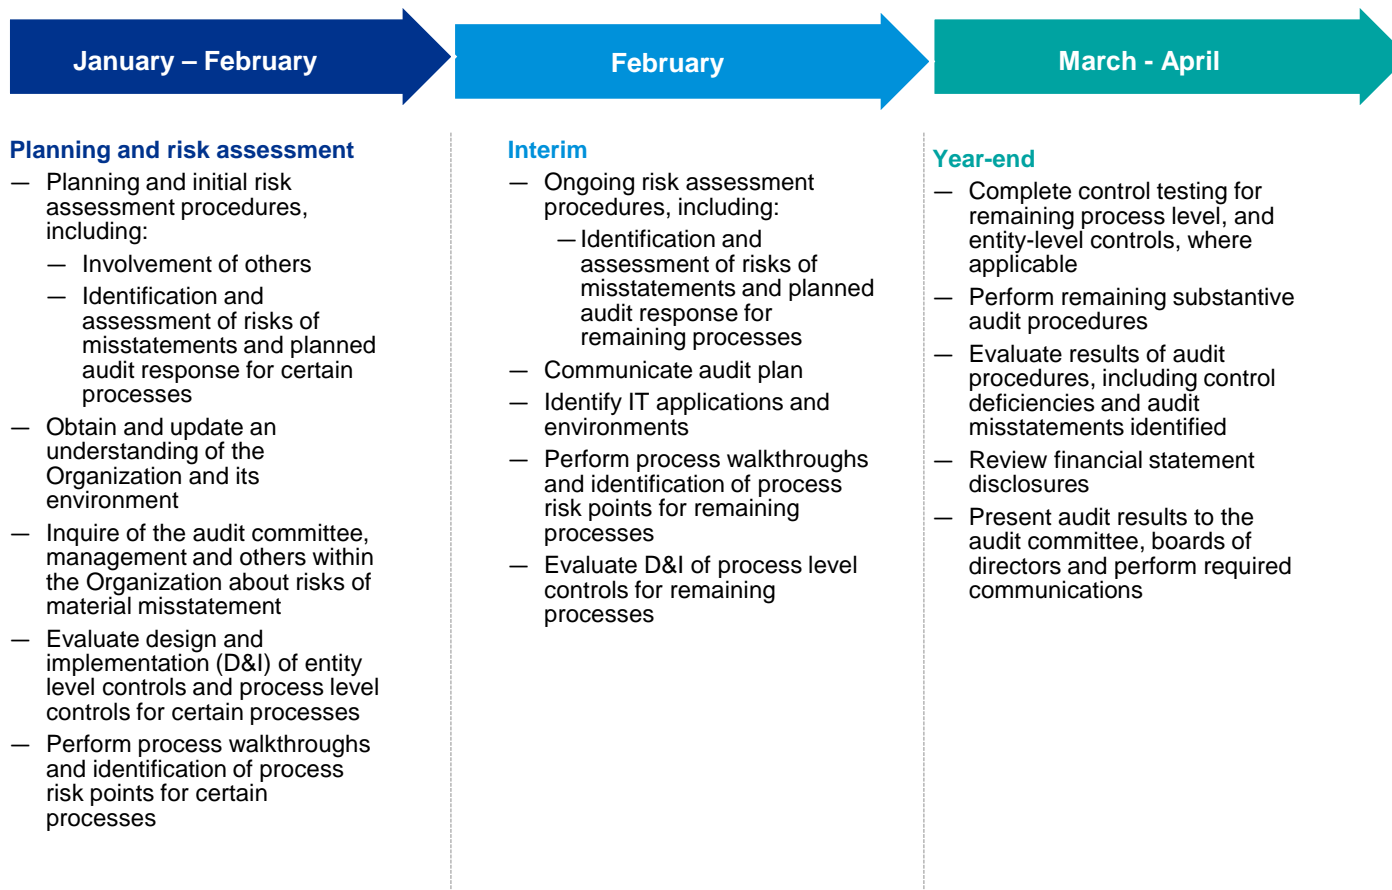 January – February
February
March - April
Planning and risk assessment
— Planning and initial risk
assessment procedures,
including:
— Involvement of others
— Identification and
assessment of risks of
misstatements and planned
audit response for certain
processes
— Obtain and update an
understanding of the
Organization and its
environment
— Inquire of the audit committee,
management and others within
the Organization about risks of
material misstatement
— Evaluate design and
implementation (D&I) of entity
level controls and process level
controls for certain processes
— Perform process walkthroughs
and identification of process
risk points for certain
processes
Interim
— Ongoing risk assessment
procedures, including:
— Identification and
assessment of risks of
misstatements and planned
audit response for
remaining processes
— Communicate audit plan
— Identify IT applications and
environments
— Perform process walkthroughs
and identification of process
risk points for remaining
processes
— Evaluate D&I of process level
controls for remaining
processes
Year-end
— Complete control testing for
remaining process level, and
entity-level controls, where
applicable
— Perform remaining substantive
audit procedures
— Evaluate results of audit
procedures, including control
deficiencies and audit
misstatements identified
— Review financial statement
disclosures
— Present audit results to the
audit committee, boards of
directors and perform required
communications